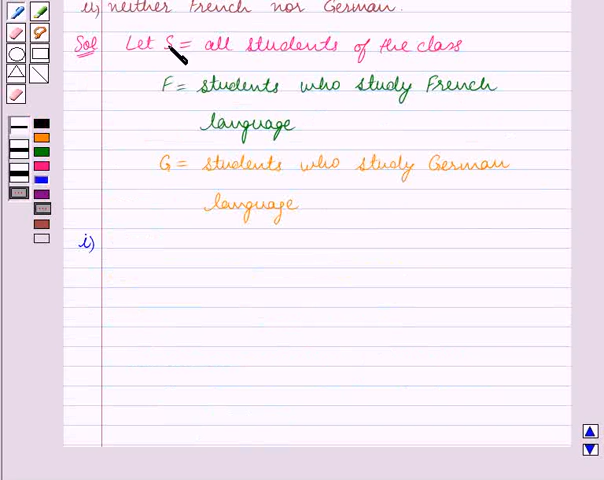 ii) neither French nor German.
Sol Let S = all students of the class
F = students who study French
language
G = students who study German
language
i)